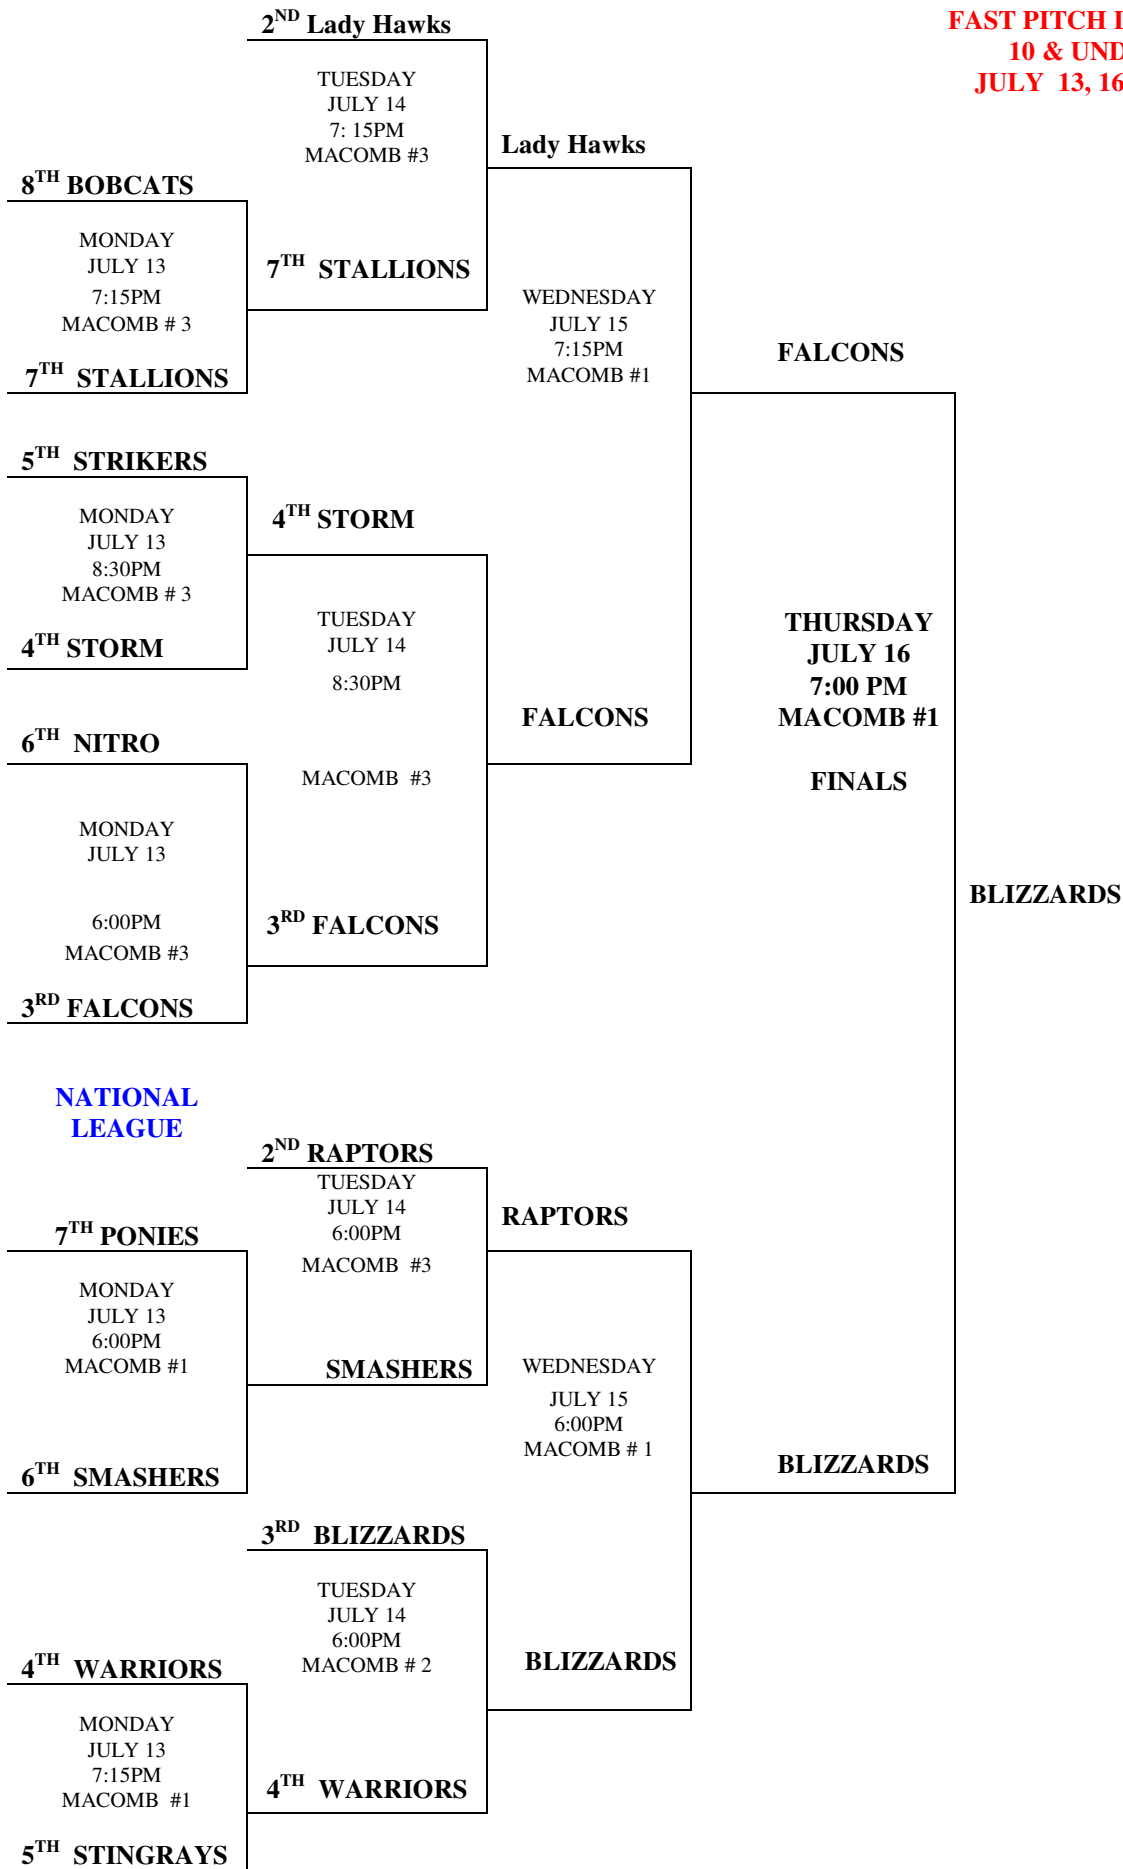 2ND Lady Hawks
FAST PITCH
10 & UND
JULY 13, 16
TUESDAY
JULY 14
7: 15PM
MACOMB #3
Lady Hawks
8TH BOBCATS
MONDAY
JULY 13
7:15PM
MACOMB # 3
7TH STALLIONS
7TH STALLIONS
WEDNESDAY
JULY 15
7:15PM
MACOMB #1
FALCONS
5TH STRIKERS
MONDAY
JULY 13
8:30PM
MACOMB # 3
4TH STORM
4TH STORM
TUESDAY
JULY 14
8:30PM
MACOMB #3
FALCONS
THURSDAY
JULY 16
7:00 PM
MACOMB #1
FINALS
6TH NITRO
MONDAY
JULY 13
6:00PM
MACOMB #3
3RD FALCONS
3RD FALCONS
BLIZZARDS
NATIONAL
LEAGUE
2ND RAPTORS
TUESDAY
JULY 14
6:00PM
MACOMB #3
RAPTORS
7TH PONIES
MONDAY
JULY 13
6:00PM
MACOMB #1
SMASHERS
6TH SMASHERS
WEDNESDAY
JULY 15
6:00PM
MACOMB # 1
BLIZZARDS
3RD BLIZZARDS
TUESDAY
JULY 14
6:00PM
MACOMB # 2
BLIZZARDS
4TH WARRIORS
MONDAY
JULY 13
7:15PM
MACOMB #1
4TH WARRIORS
5TH STINGRAYS